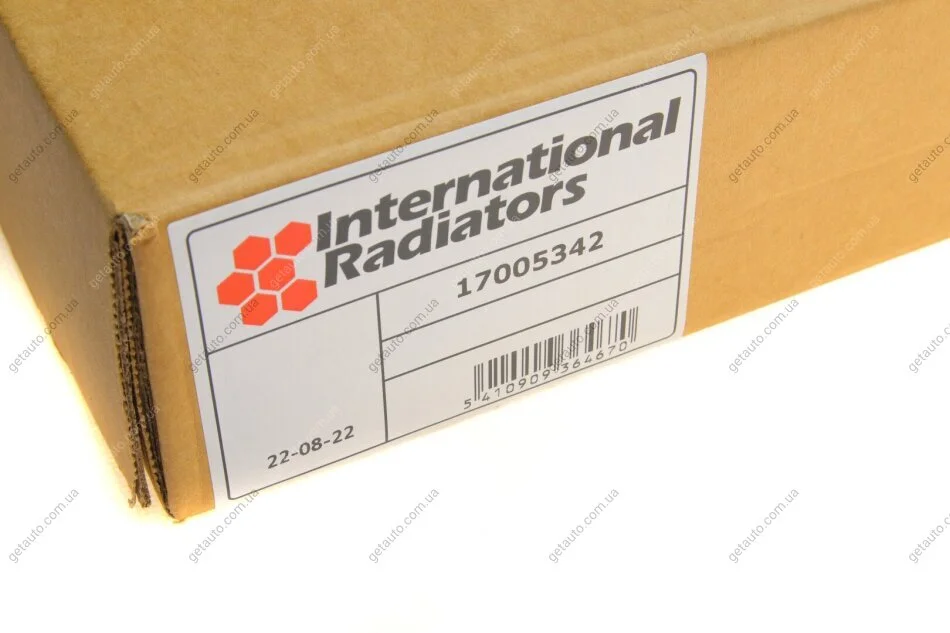 International
Radiators
17005342
22-08-22
5 410909 364670
getauto.com.ua